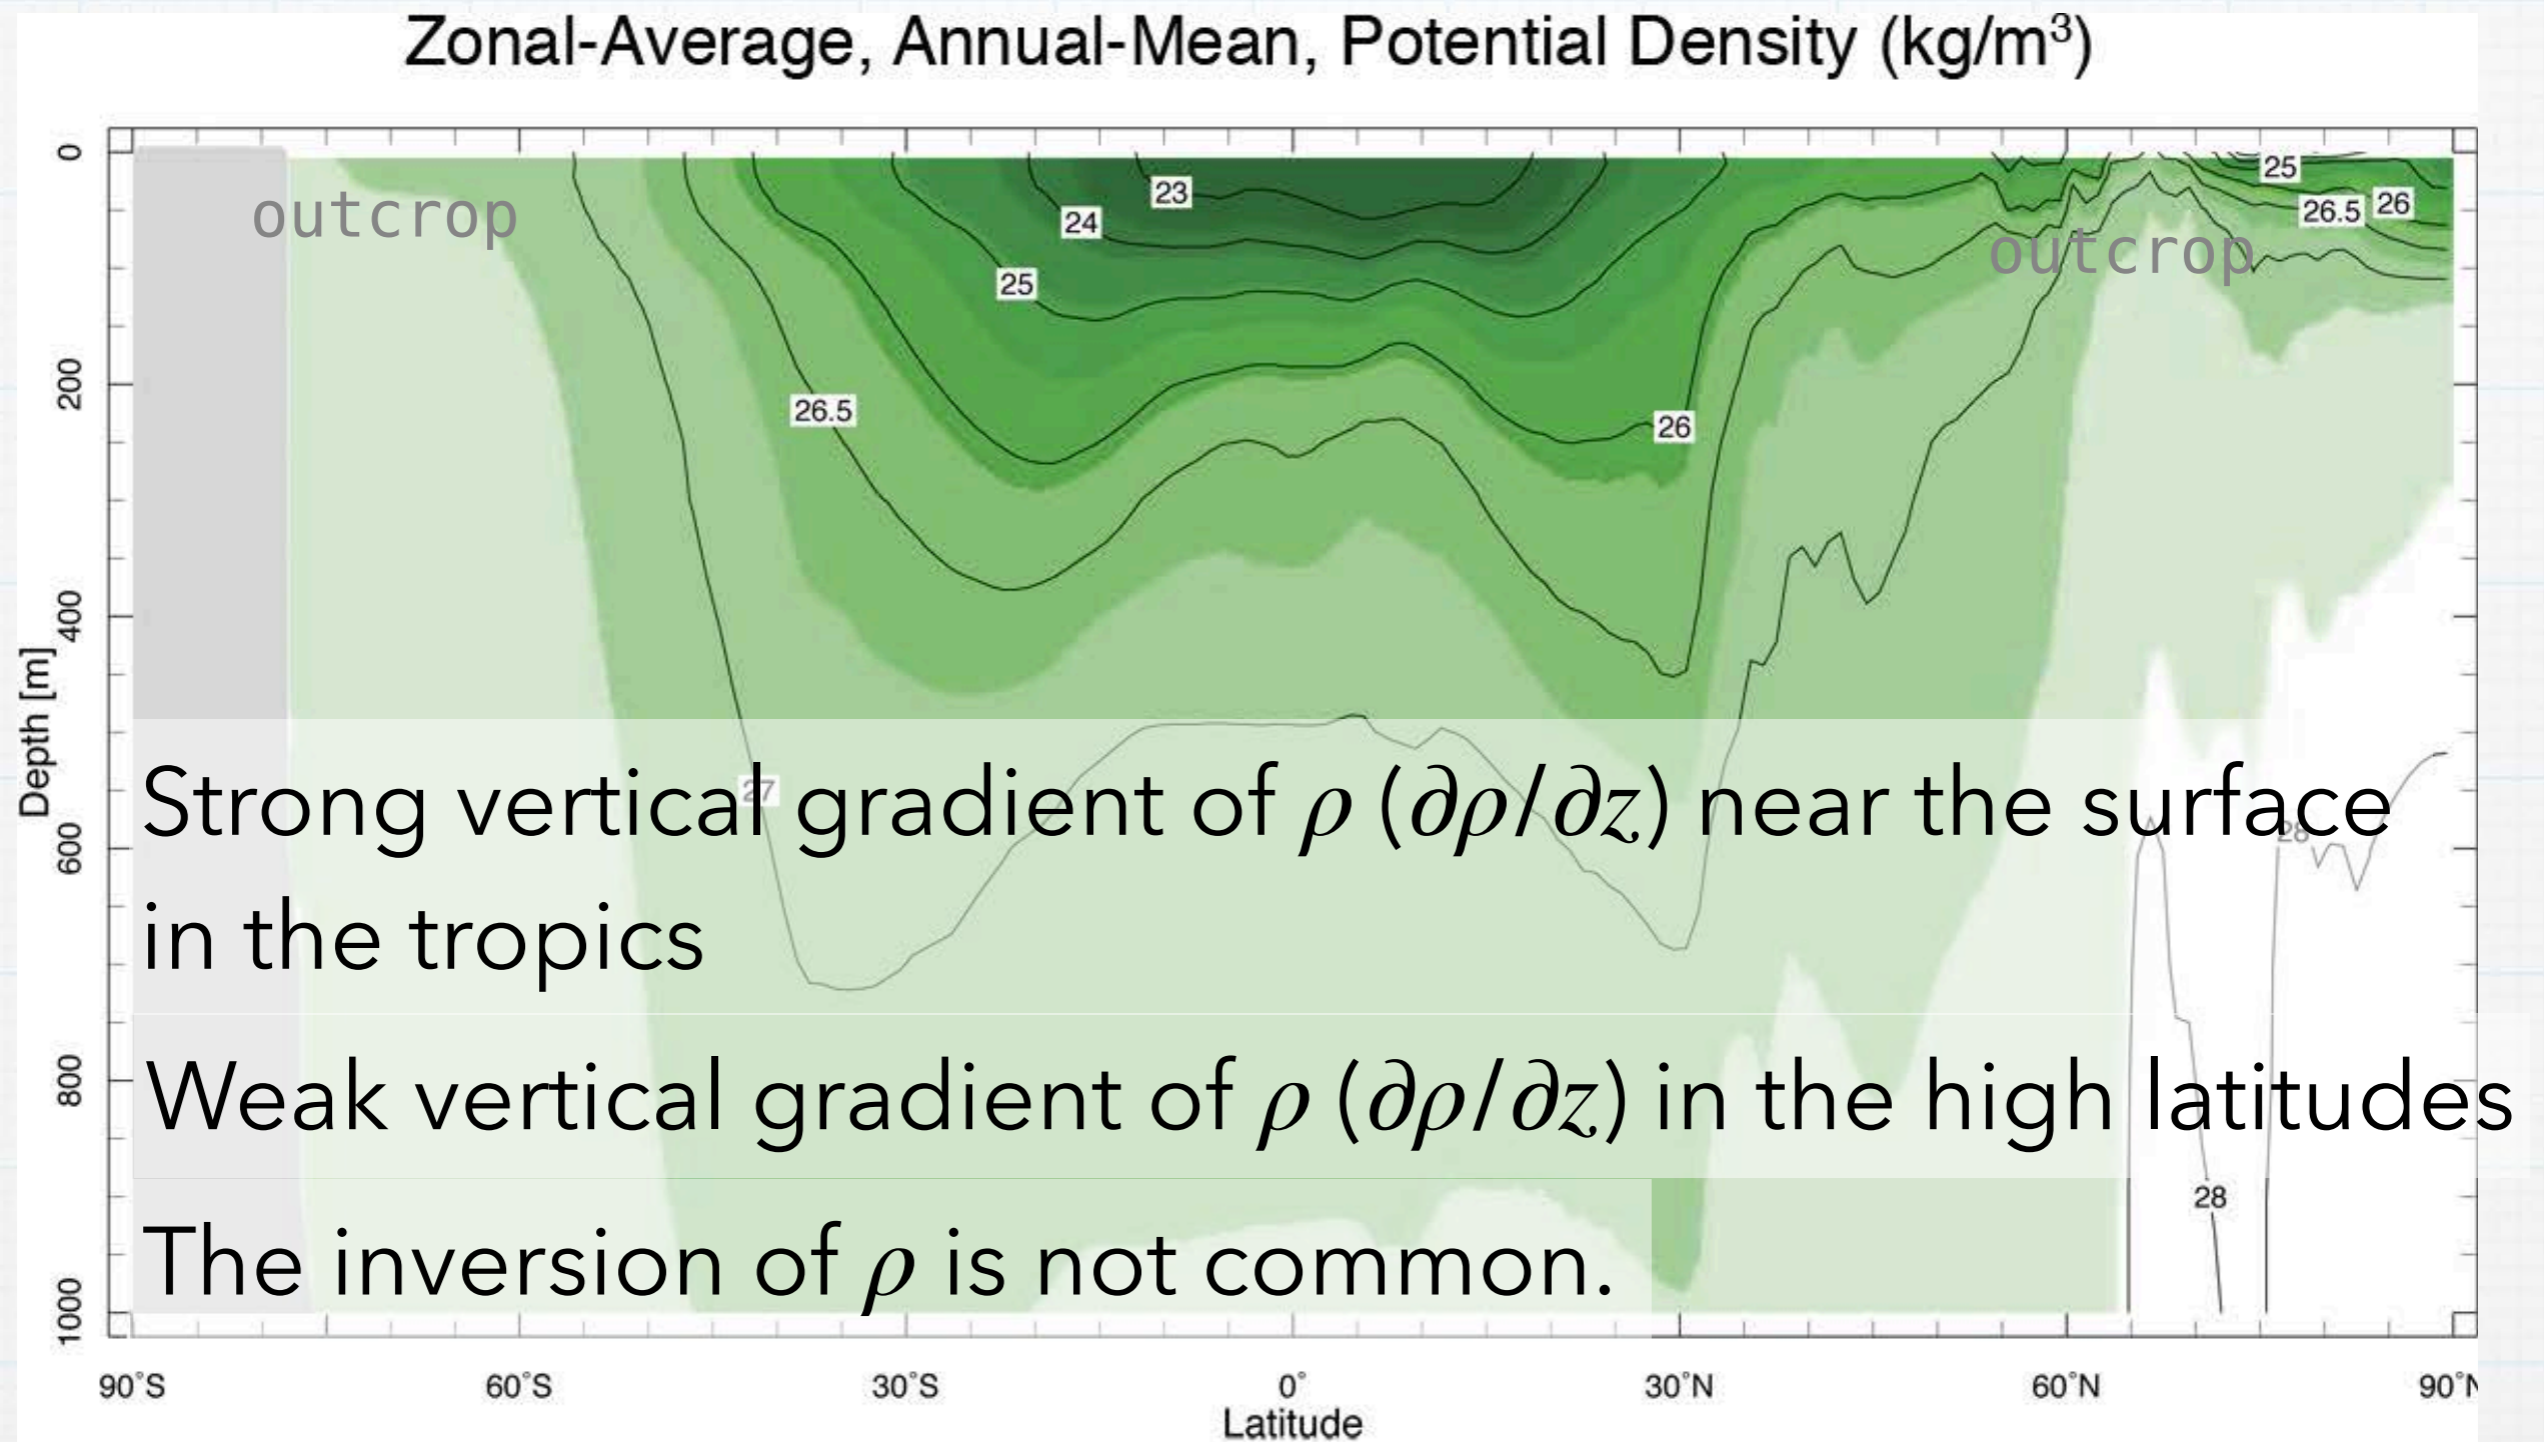 Zonal-Average, Annual-Mean, Potential Density (kg/m³)
0
200
400
600
800
1000
Depth [m]
outcrop
outcrop
23
24
25
26.5
26
25
26.5
26
27
28
28
Strong vertical gradient of ρ (∂ρ/∂z) near the surface
in the tropics
Weak vertical gradient of ρ (∂ρ/∂z) in the high latitudes
The inversion of ρ is not common.
90°S
60°S
30°S
0°
30°N
60°N
90°N
Latitude